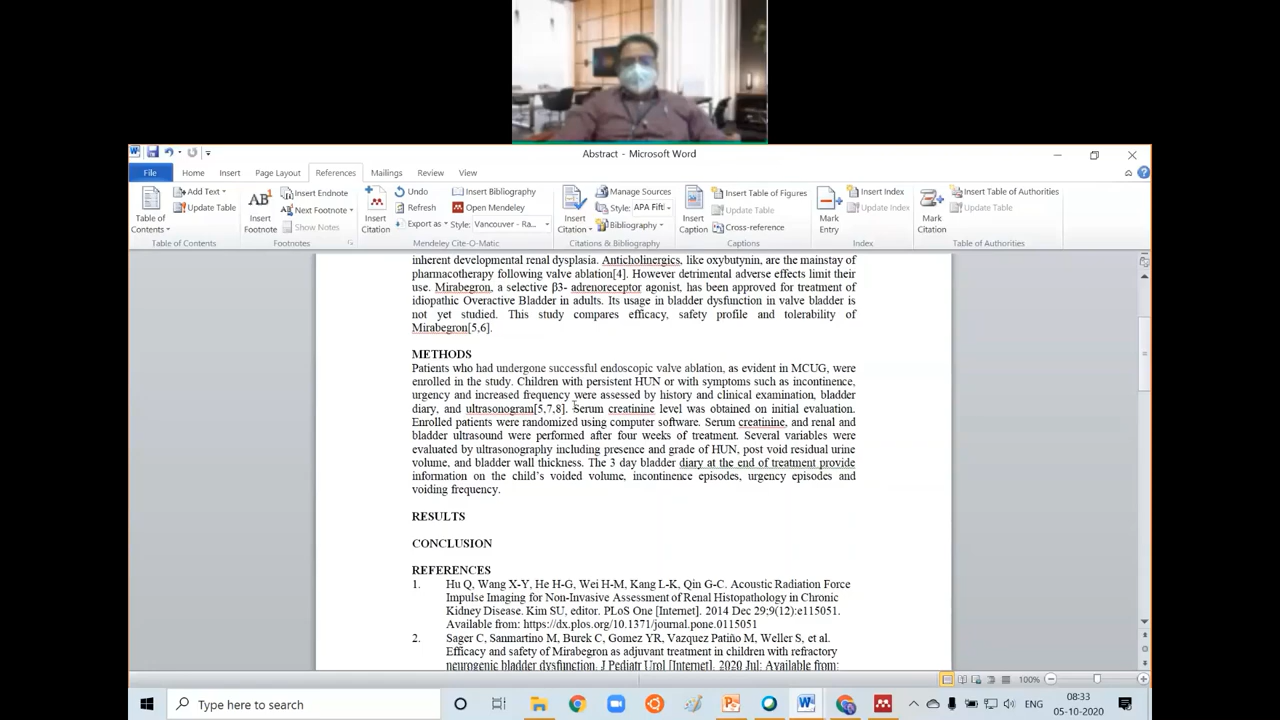 Abstract - Microsoft Word
File Home Insert Page Layout References Mailings Review View
Table of Contents
Add Text
Update Table
Table of Contents
AB¹
Insert Footnote
Insert Endnote
Next Footnote
Show Notes
Footnotes
Insert Citation
Undo
Refresh
Export as
Insert Bibliography
Open Mendeley
Style: Vancouver - Ra...
Mendeley Cite-O-Matic
Insert Citation
Manage Sources
Style: APA Fift
Bibliography
Citations & Bibliography
Insert Caption
Insert Table of Figures
Update Table
Cross-reference
Captions
Mark Entry
Insert Index
Update Index
Index
Mark Citation
Insert Table of Authorities
Update Table
Table of Authorities
inherent developmental renal dysplasia. Anticholinergics, like oxybutynin, are the mainstay of
pharmacotherapy following valve ablation[4]. However detrimental adverse effects limit their
use. Mirabegron, a selective β3- adrenoreceptor agonist, has been approved for treatment of
idiopathic Overactive Bladder in adults. Its usage in bladder dysfunction in valve bladder is
not yet studied. This study compares efficacy, safety profile and tolerability of
Mirabegron[5,6].
METHODS
Patients who had undergone successful endoscopic valve ablation, as evident in MCUG, were
enrolled in the study. Children with persistent HUN or with symptoms such as incontinence,
urgency and increased frequency were assessed by history and clinical examination, bladder
diary, and ultrasonogram[5,7,8]. Serum creatinine level was obtained on initial evaluation.
Enrolled patients were randomized using computer software. Serum creatinine, and renal and
bladder ultrasound were performed after four weeks of treatment. Several variables were
evaluated by ultrasonography including presence and grade of HUN, post void residual urine
volume, and bladder wall thickness. The 3 day bladder diary at the end of treatment provide
information on the child's voided volume, incontinence episodes, urgency episodes and
voiding frequency.
RESULTS
CONCLUSION
REFERENCES
1. Hu Q, Wang X-Y, He H-G, Wei H-M, Kang L-K, Qin G-C. Acoustic Radiation Force
Impulse Imaging for Non-Invasive Assessment of Renal Histopathology in Chronic
Kidney Disease. Kim SU, editor. PLoS One [Internet]. 2014 Dec 29;9(12):e115051.
Available from: https://dx.plos.org/10.1371/journal.pone.0115051
2. Sager C, Sanmartino M, Burek C, Gomez YR, Vazquez Patiño M, Weller S, et al.
Efficacy and safety of Mirabegron as adjuvant treatment in children with refractory
neurogenic bladder dysfunction. J Pediatr Urol [Internet]. 2020 Jul; Available from:
100%
Type here to search
ENG
08:33
05-10-2020